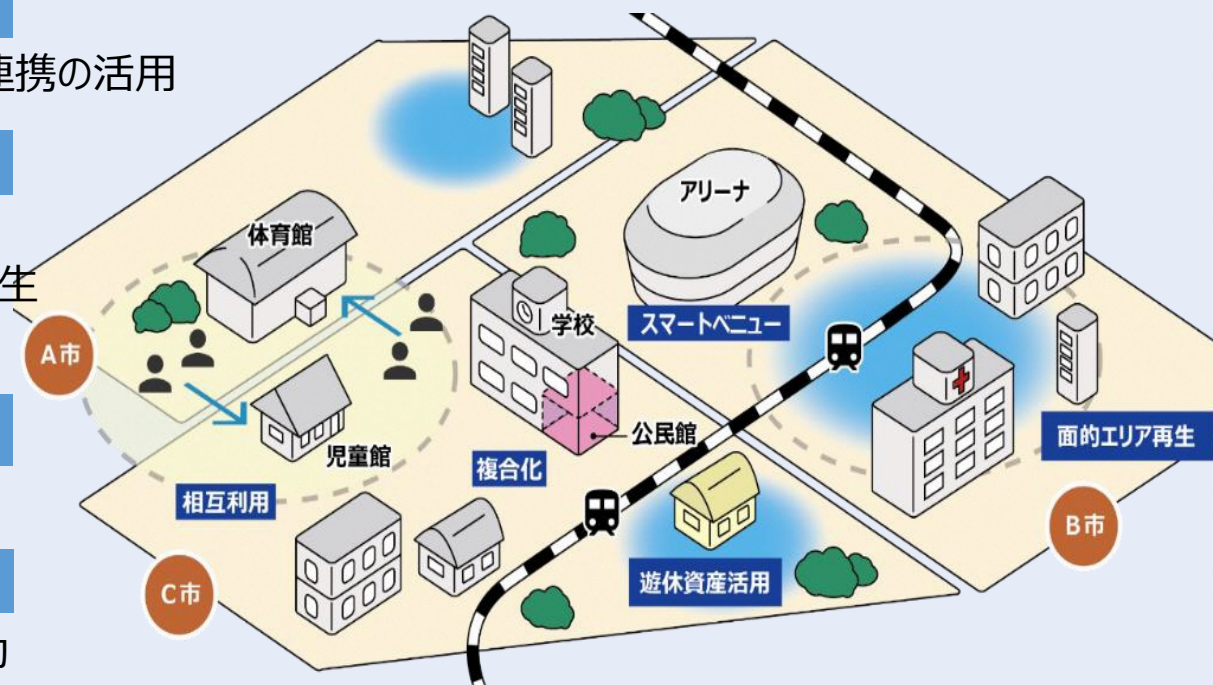 連携の活用
生
体育館
アリーナ
学校
スマートベニュー
A市
公民館
面的エリア再生
児童館
複合化
相互利用
B市
遊休資産活用
C市